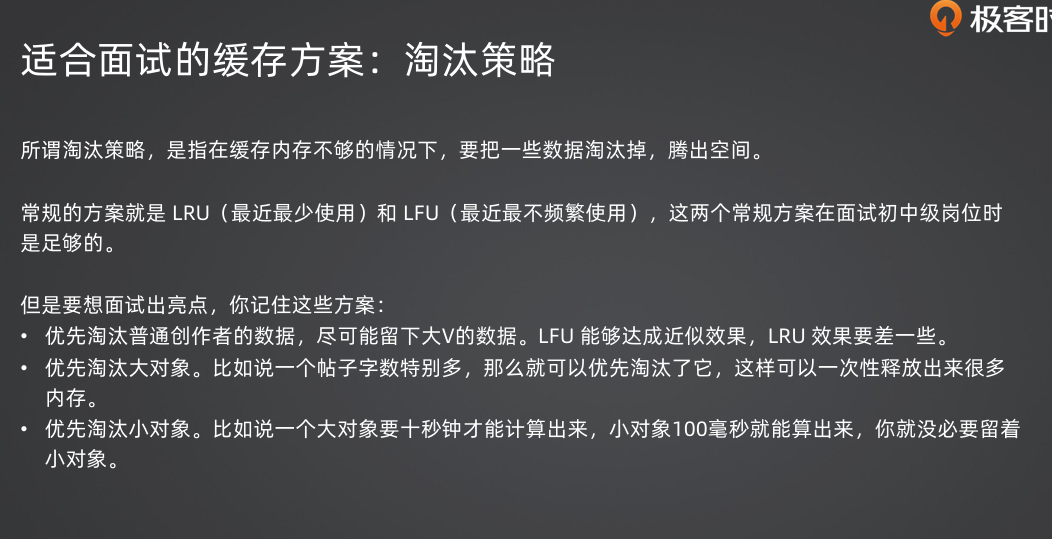 极客时
适合面试的缓存方案：淘汰策略
所谓淘汰策略，是指在缓存内存不够的情况下，要把一些数据淘汰掉，腾出空间。
常规的方案就是 LRU（最近最少使用）和 LFU（最近最不频繁使用），这两个常规方案在面试初中级岗位时
是足够的。
但是要想面试出亮点，你记住这些方案：
• 优先淘汰普通创作者的数据，尽可能留下大V的数据。LFU 能够达成近似效果，LRU 效果要差一些。
• 优先淘汰大对象。比如说一个帖子字数特别多，那么就可以优先淘汰了它，这样可以一次性释放出来很多
内存。
• 优先淘汰小对象。比如说一个大对象要十秒钟才能计算出来，小对象100毫秒就能算出来，你就没必要留着
小对象。